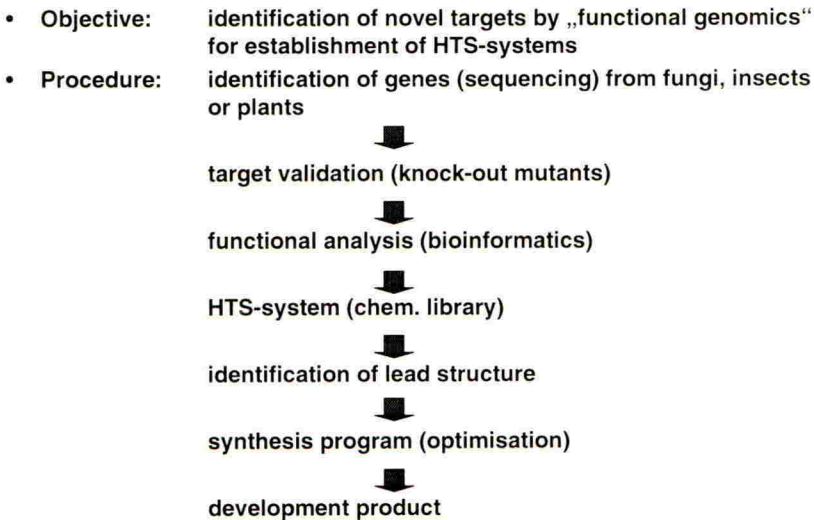 • Objective: identification of novel targets by „functional genomics“
for establishment of HTS-systems
• Procedure: identification of genes (sequencing) from fungi, insects
or plants
target validation (knock-out mutants)
functional analysis (bioinformatics)
HTS-system (chem. library)
identification of lead structure
synthesis program (optimisation)
development product